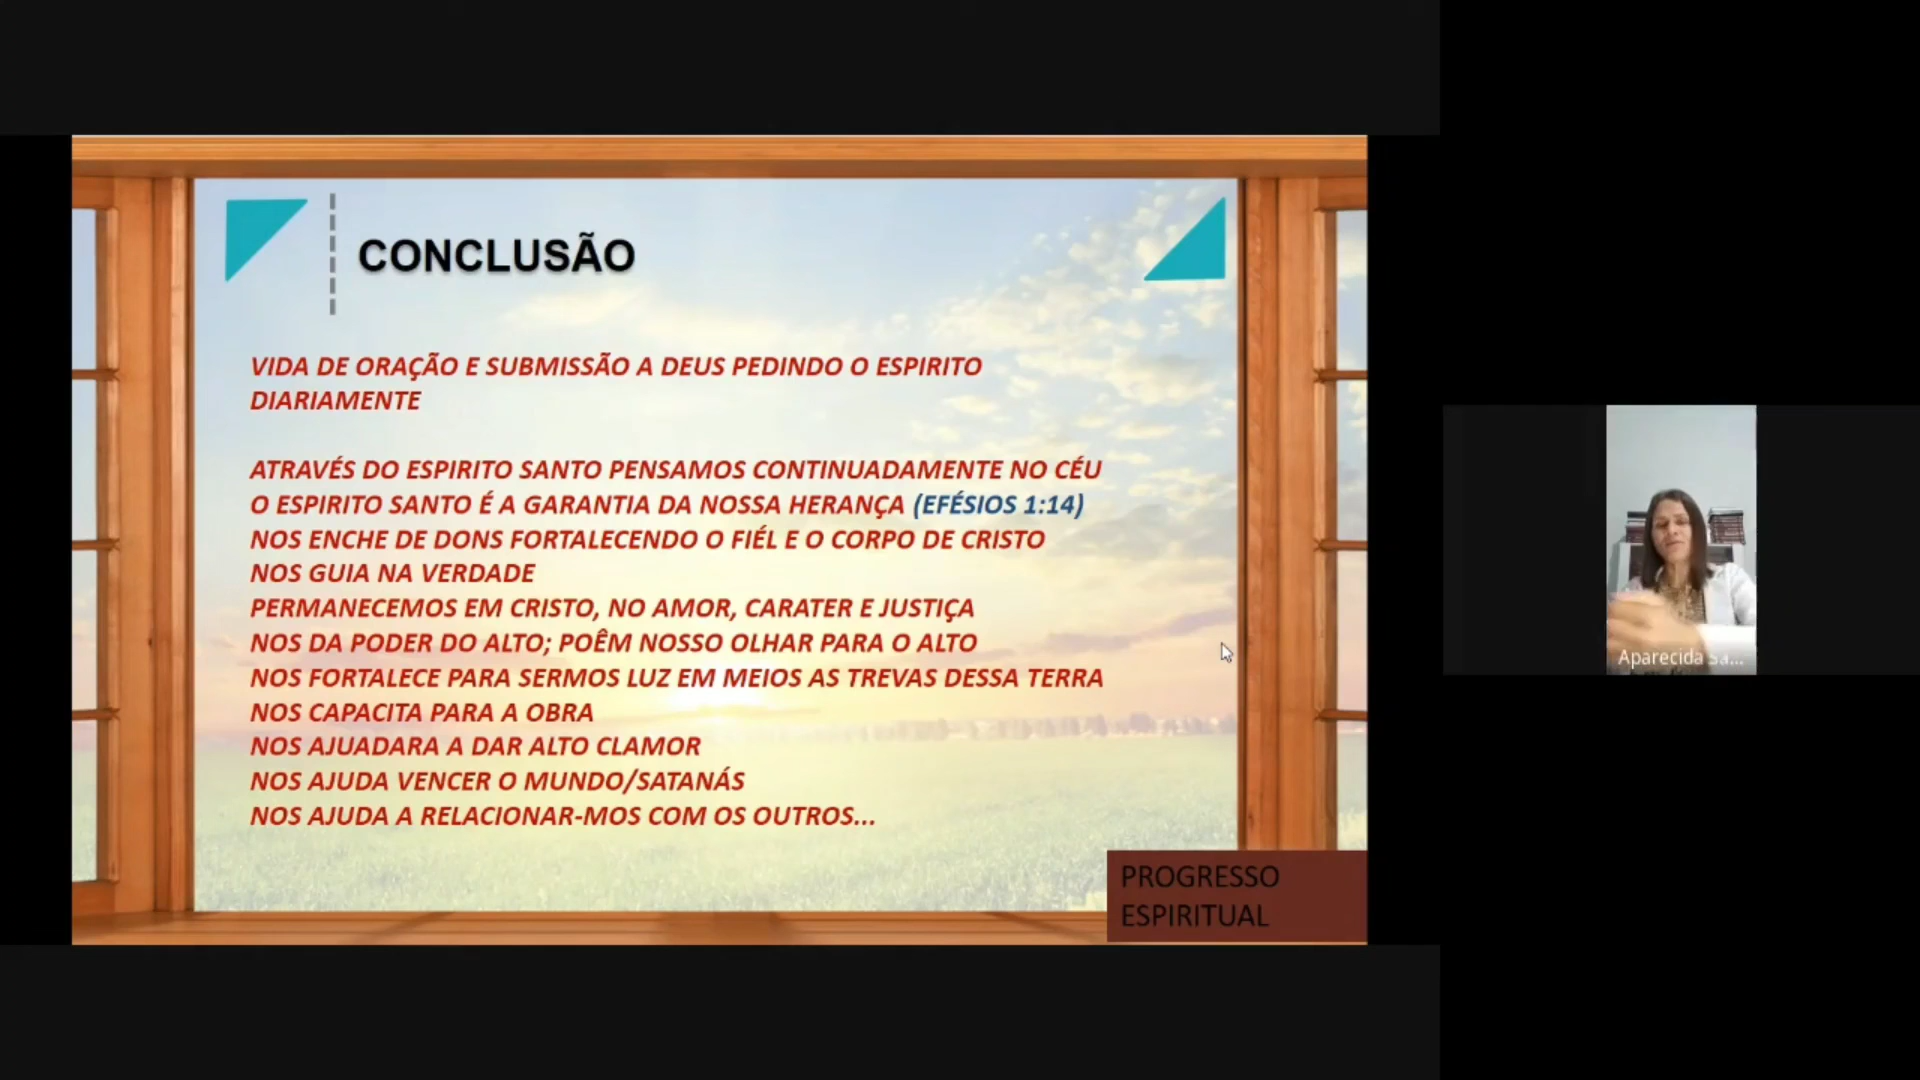 CONCLUSÃO
VIDA DE ORAÇÃO E SUBMISSÃO A DEUS PEDINDO O ESPIRITO
DIARIAMENTE
ATRAVÉS DO ESPIRITO SANTO PENSAMOS CONTINUADAMENTE NO CÉU
O ESPIRITO SANTO É A GARANTIA DA NOSSA HERANÇA (EFÉSIOS 1:14)
NOS ENCHE DE DONS FORTALECENDO O FIÉL E O CORPO DE CRISTO
NOS GUIA NA VERDADE
PERMANECEMOS EM CRISTO, NO AMOR, CARATER E JUSTIÇA
NOS DA PODER DO ALTO; POÊM NOSSO OLHAR PARA O ALTO
NOS FORTALECE PARA SERMOS LUZ EM MEIOS AS TREVAS DESSA TERRA
NOS CAPACITA PARA A OBRA
NOS AJUADARA A DAR ALTO CLAMOR
NOS AJUDA VENCER O MUNDO/SATANÁS
NOS AJUDA A RELACIONAR-MOS COM OS OUTROS...
PROGRESSO
ESPIRITUAL
Aparecida Sa...